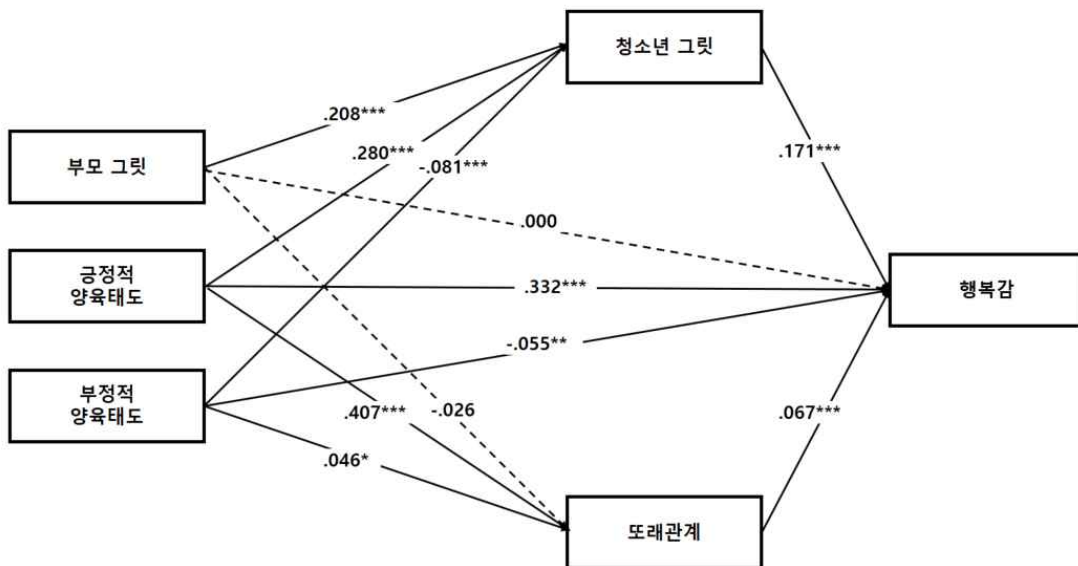 청소년 그릿
.208***
부모 그릿
.280***
-.081***
.171***
.000
긍정적
양육태도
.332***
행복감
-.055**
부정적
양육태도
.407***
-.026
.067***
.046*
또래관계